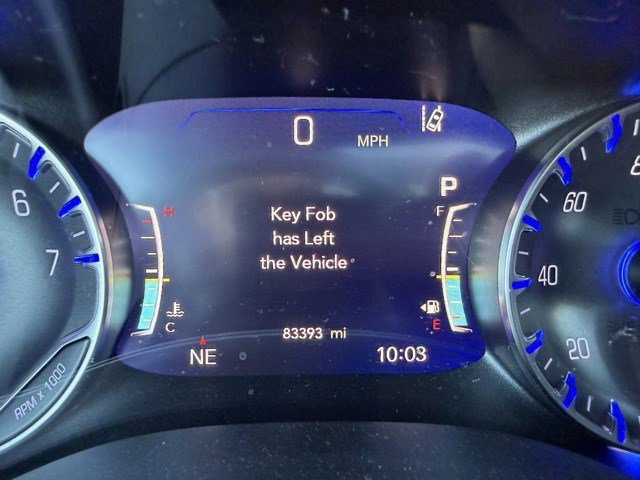 0 MPH
P
6
7
RPM x 1000
H
C
Key Fob
has Left
the Vehicle
83393 mi
NE
10:03
F
E
8
60
40
20